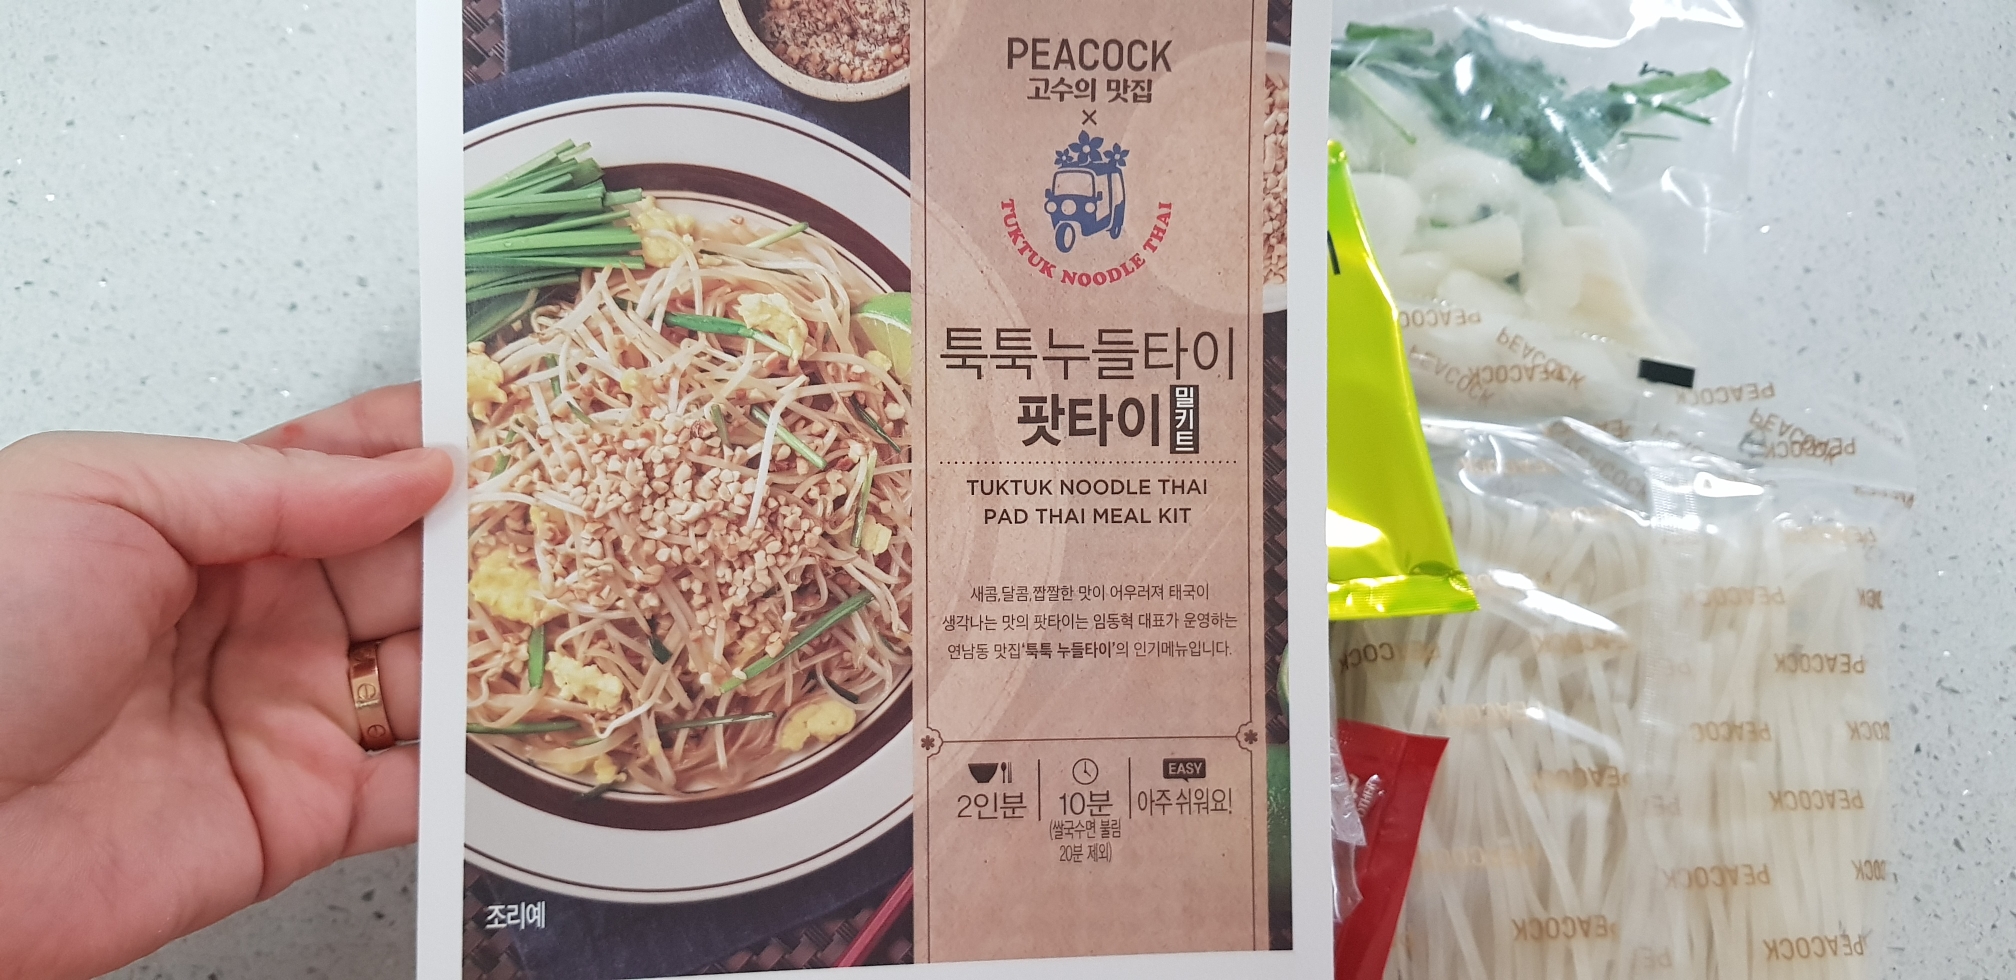 PEACOCK
고수의 맛집
×
TUKTUK NOODLE THAI
툭툭누들타이
팟타이 밀키트
TUKTUK NOODLE THAI
PAD THAI MEAL KIT
새콤,달콤,짭짤한 맛이 어우러져 태국이
생각나는 맛의 팟타이는 임동혁 대표가 운영하는
연남동 맛집'툭툭 누들타이'의 인기메뉴입니다.
EASY
2인분
10분
아주 쉬워요!
(쌀국수면 불림
20분 제외)
조리예
PEACOCK
PEACOCK
PEACOCK
PEACOCK
PEACOCK
PEACOCK
PEACOCK
PEACOCK
PEACOCK
PEACOCK